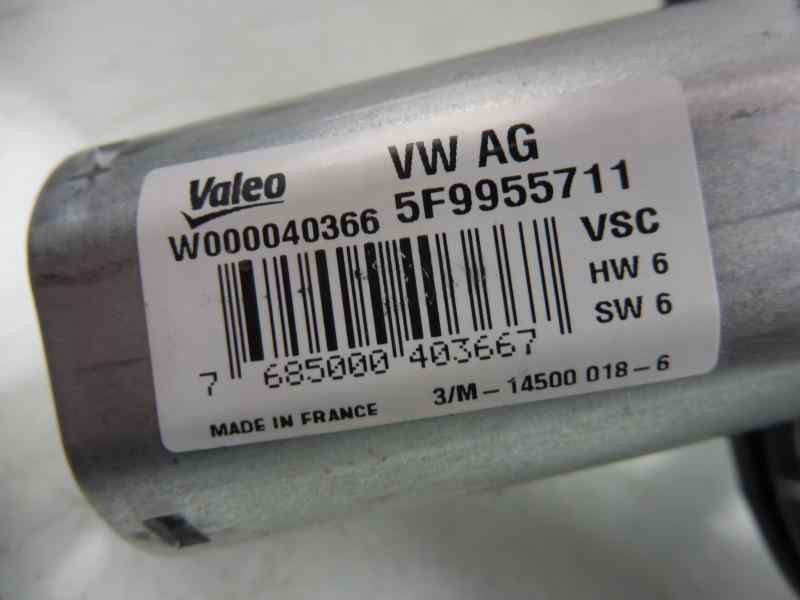 Valeo VW AG
W000040366 5F9955711
VSC
HW 6
SW 6
7 685000 403667
MADE IN FRANCE 3/M-14500 018-6